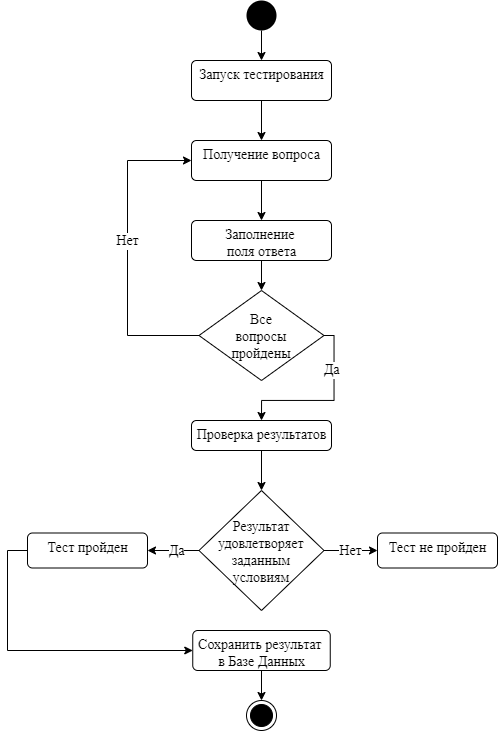 Запуск тестирования
Получение вопроса
Нет
Заполнение
поля ответа
Все
вопросы
пройдены
Да
Проверка результатов
Результат
удовлетворяет
заданным
условиям
Тест пройден
Да
Нет
Тест не пройден
Сохранить результат
в Базе Данных